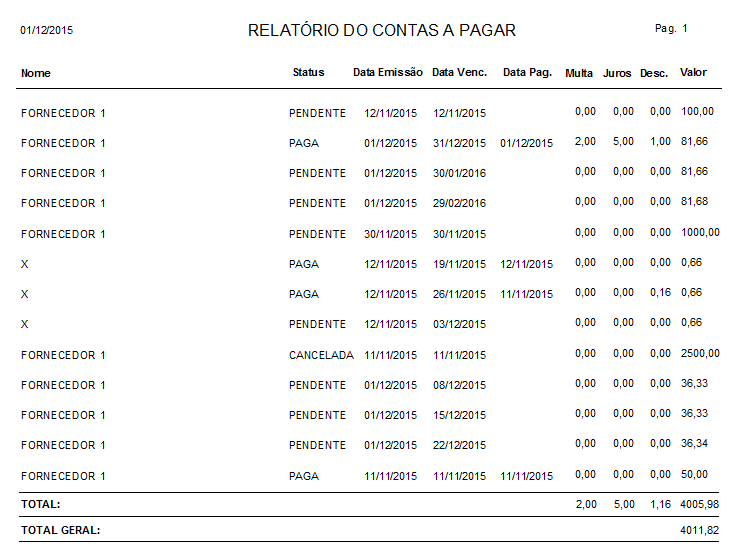 01/12/2015 RELATÓRIO DO CONTAS A PAGAR Pag. 1
Nome Status Data Emissão Data Venc. Data Pag. Multa Juros Desc. Valor
FORNECEDOR 1 PENDENTE 12/11/2015 12/11/2015 0,00 0,00 0,00 100,00
FORNECEDOR 1 PAGA 01/12/2015 31/12/2015 01/12/2015 2,00 5,00 1,00 81,66
FORNECEDOR 1 PENDENTE 01/12/2015 30/01/2016 0,00 0,00 0,00 81,66
FORNECEDOR 1 PENDENTE 01/12/2015 29/02/2016 0,00 0,00 0,00 81,68
FORNECEDOR 1 PENDENTE 30/11/2015 30/11/2015 0,00 0,00 0,00 1000,00
X PAGA 12/11/2015 19/11/2015 12/11/2015 0,00 0,00 0,00 0,66
X PAGA 12/11/2015 26/11/2015 11/11/2015 0,00 0,00 0,16 0,66
X PENDENTE 12/11/2015 03/12/2015 0,00 0,00 0,00 0,66
FORNECEDOR 1 CANCELADA 11/11/2015 11/11/2015 0,00 0,00 0,00 2500,00
FORNECEDOR 1 PENDENTE 01/12/2015 08/12/2015 0,00 0,00 0,00 36,33
FORNECEDOR 1 PENDENTE 01/12/2015 15/12/2015 0,00 0,00 0,00 36,33
FORNECEDOR 1 PENDENTE 01/12/2015 22/12/2015 0,00 0,00 0,00 36,34
FORNECEDOR 1 PAGA 11/11/2015 11/11/2015 11/11/2015 0,00 0,00 0,00 50,00
TOTAL: 2,00 5,00 1,16 4005,98
TOTAL GERAL: 4011,82